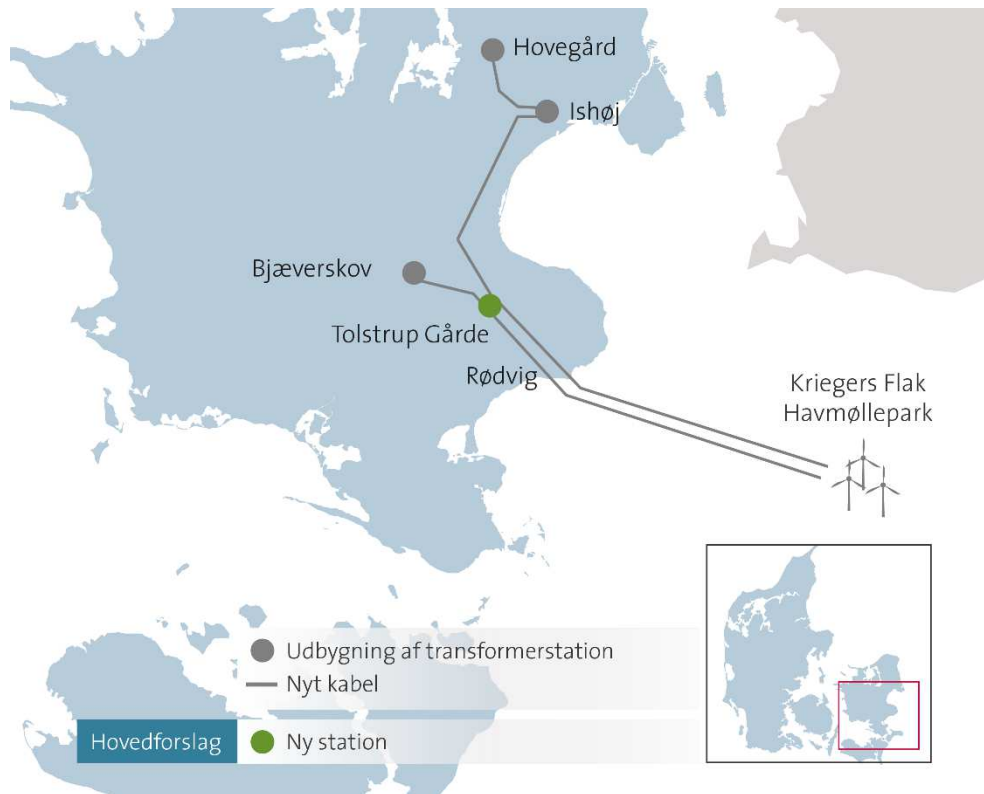 Hovegård
Ishøj
Bjæverskov
Tolstrup Gårde
Rødvig
Kriegers Flak
Havmøllepark
Udbygning af transformerstation
Nyt kabel
Hovedforslag
Ny station